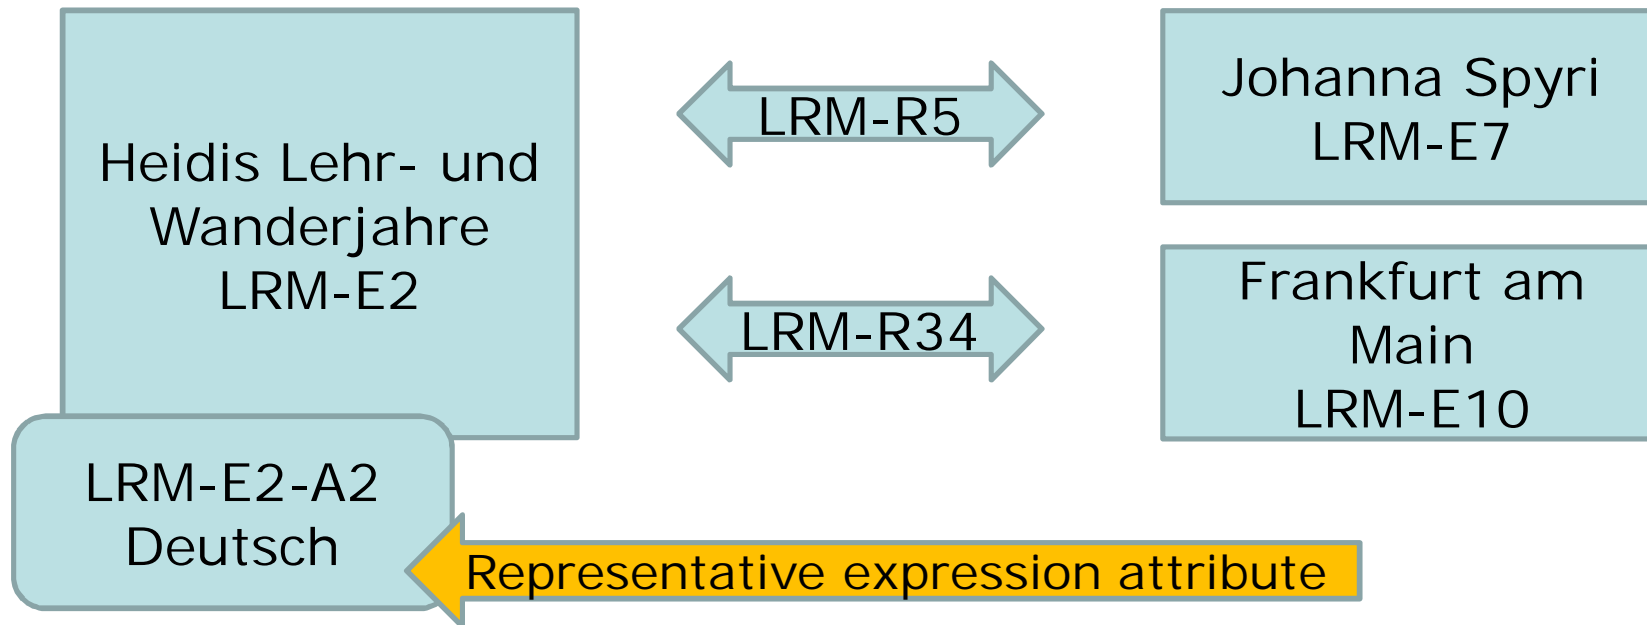 Heidis Lehr- und
Wanderjahre
LRM-E2
LRM-R5
Johanna Spyri
LRM-E7
LRM-R34
Frankfurt am
Main
LRM-E10
LRM-E2-A2
Deutsch
Representative expression attribute